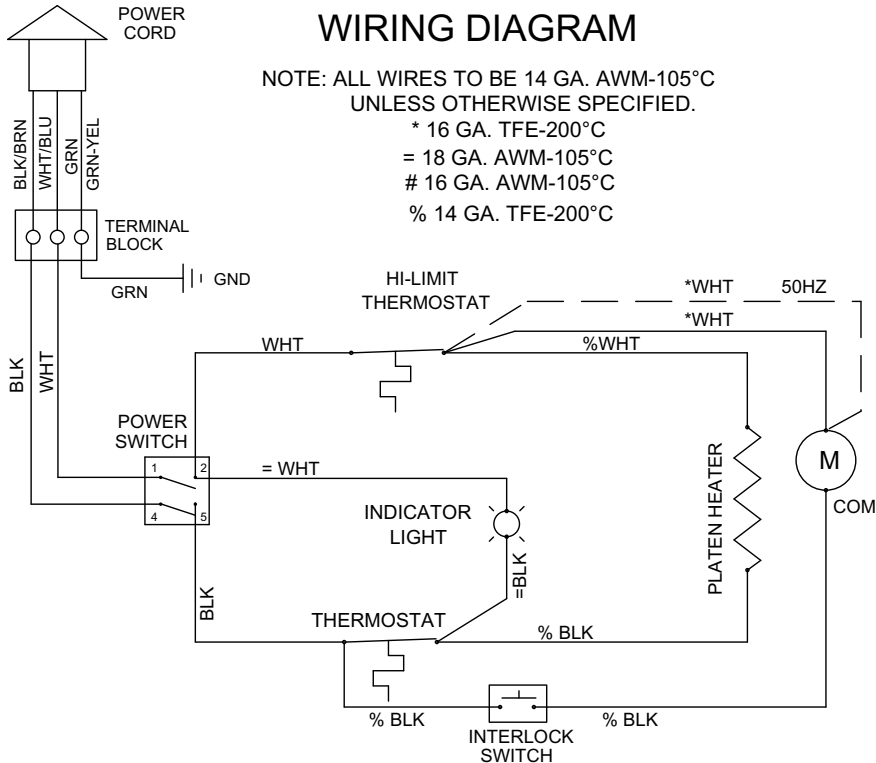 POWER
CORD
WIRING DIAGRAM
NOTE: ALL WIRES TO BE 14 GA. AWM-105°C
UNLESS OTHERWISE SPECIFIED.
* 16 GA. TFE-200°C
= 18 GA. AWM-105°C
# 16 GA. AWM-105°C
% 14 GA. TFE-200°C
BLK/BRN
WHT/BLU
GRN
GRN-YEL
TERMINAL
BLOCK
GND
GRN
HI-LIMIT
THERMOSTAT
*WHT
50HZ
*WHT
WHT
%WHT
BLK
WHT
POWER
SWITCH
1
2
4
5
= WHT
INDICATOR
LIGHT
PLATEN HEATER
M
COM
BLK
=BLK
THERMOSTAT
% BLK
% BLK
% BLK
INTERLOCK
SWITCH